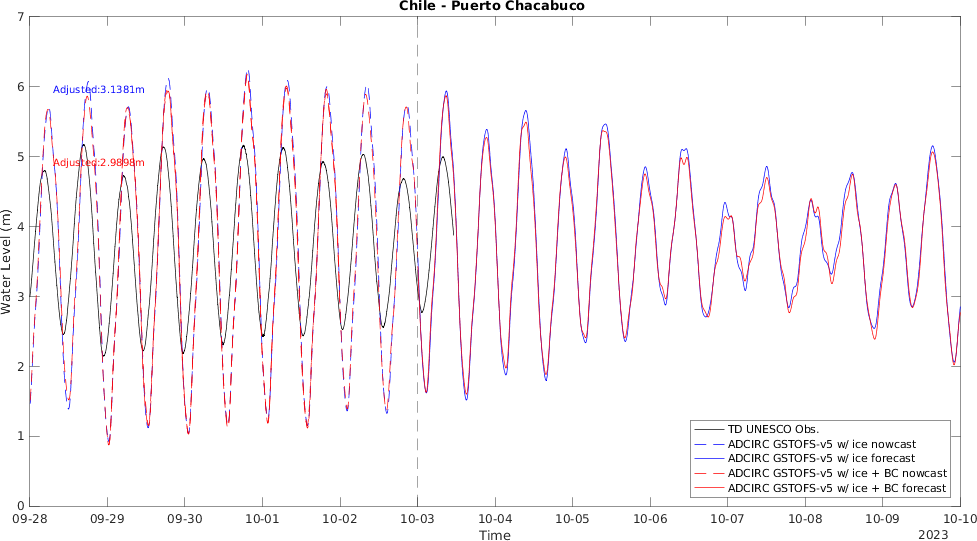 Chile - Puerto Chacabuco
7
6
5
4
3
2
1
0
Water Level (m)
Adjusted:3.1381m
Adjusted:2.9898m
TD UNESCO Obs.
ADCIRC GSTOFS-v5 w/ ice nowcast
ADCIRC GSTOFS-v5 w/ ice forecast
ADCIRC GSTOFS-v5 w/ ice + BC nowcast
ADCIRC GSTOFS-v5 w/ ice + BC forecast
09-28 09-29 09-30 10-01 10-02 10-03 10-04 10-05 10-06 10-07 10-08 10-09 10-10
Time
2023